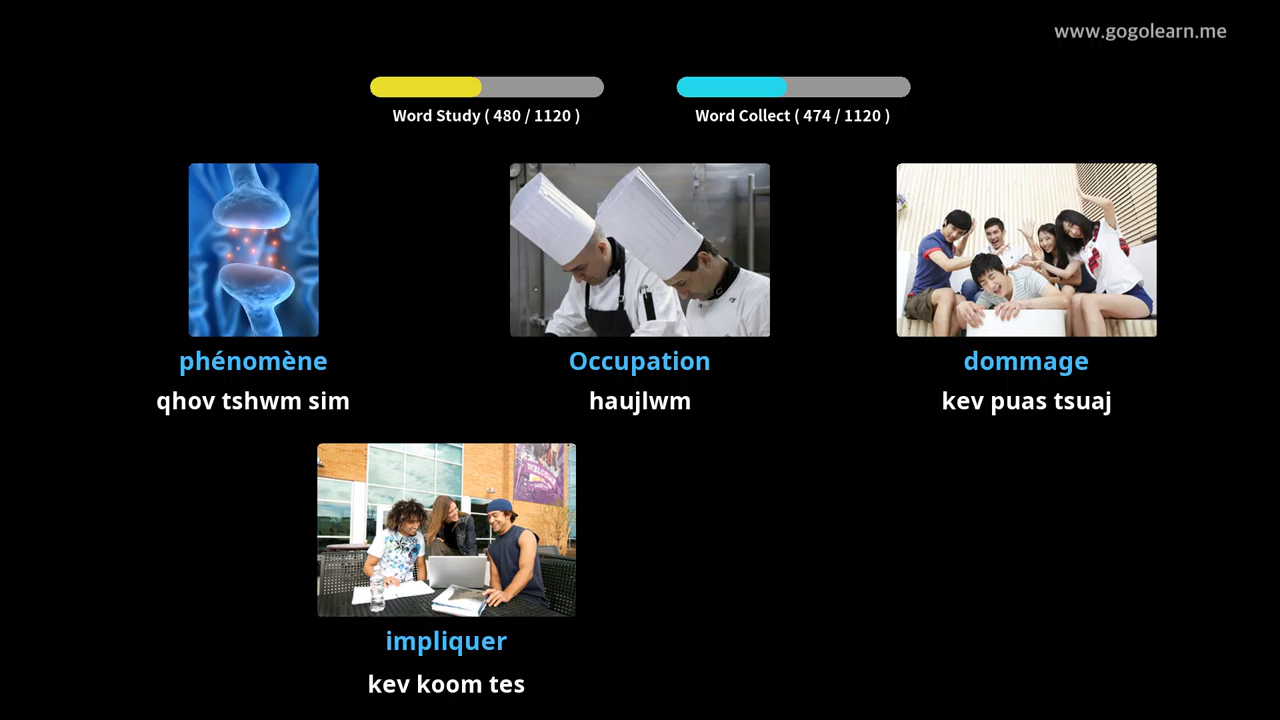 www.gogolearn.me
Word Study ( 480 / 1120 )
Word Collect ( 474 / 1120 )
phénomène
qhov tshwm sim
Occupation
haujlwm
dommage
kev puas tsuaj
impliquer
kev koom tes